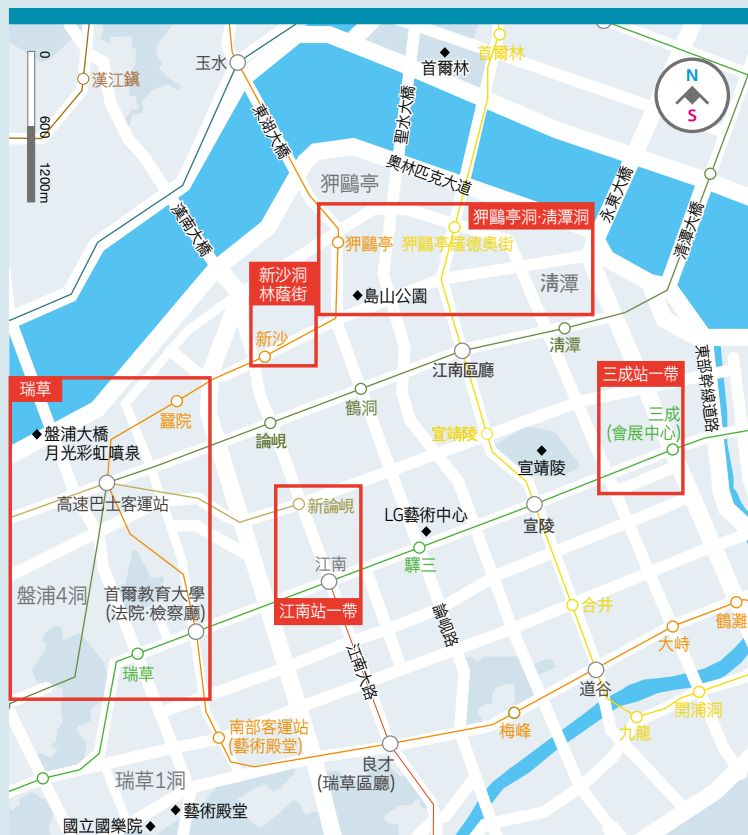 漢江鎮
玉水
首爾林
首爾林
N
S
0
600
1200m
東湖大橋
聖水大橋
奧林匹克大道
永東大橋
清潭大橋
漢南大橋
狎鷗亭
狎鷗亭洞·清潭洞
狎鷗亭
狎鷗亭羅德奧街
新沙洞
林蔭街
島山公園
清潭
新沙
江南區廳
清潭
三成站一帶
東部幹線道路
瑞草
蠶院
鶴洞
三成
(會展中心)
盤浦大橋
月光彩虹噴泉
論峴
宣靖陵
宣靖陵
高速巴士客運站
新論峴
LG藝術中心
宣陵
江南
驛三
盤浦4洞
首爾教育大學
(法院·檢察廳)
江南站一帶
論峴路
合井
鶴灘
大峙
瑞草
江南大路
道谷
南部客運站
(藝術殿堂)
梅峰
九龍
開浦洞
瑞草1洞
良才
(瑞草區廳)
藝術殿堂
國立國樂院